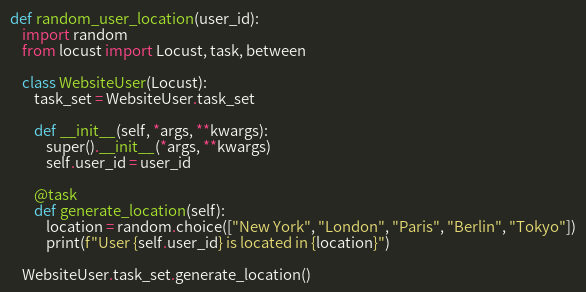 def random_user_location(user_id):
    import random
    from locust import Locust, task, between

    class WebsiteUser(Locust):
        task_set = WebsiteUser.task_set

        def __init__(self, *args, **kwargs):
            super().__init__(*args, **kwargs)
            self.user_id = user_id

        @task
        def generate_location(self):
            location = random.choice(["New York", "London", "Paris", "Berlin", "Tokyo"])
            print(f"User {self.user_id} is located in {location}")

    WebsiteUser.task_set.generate_location()